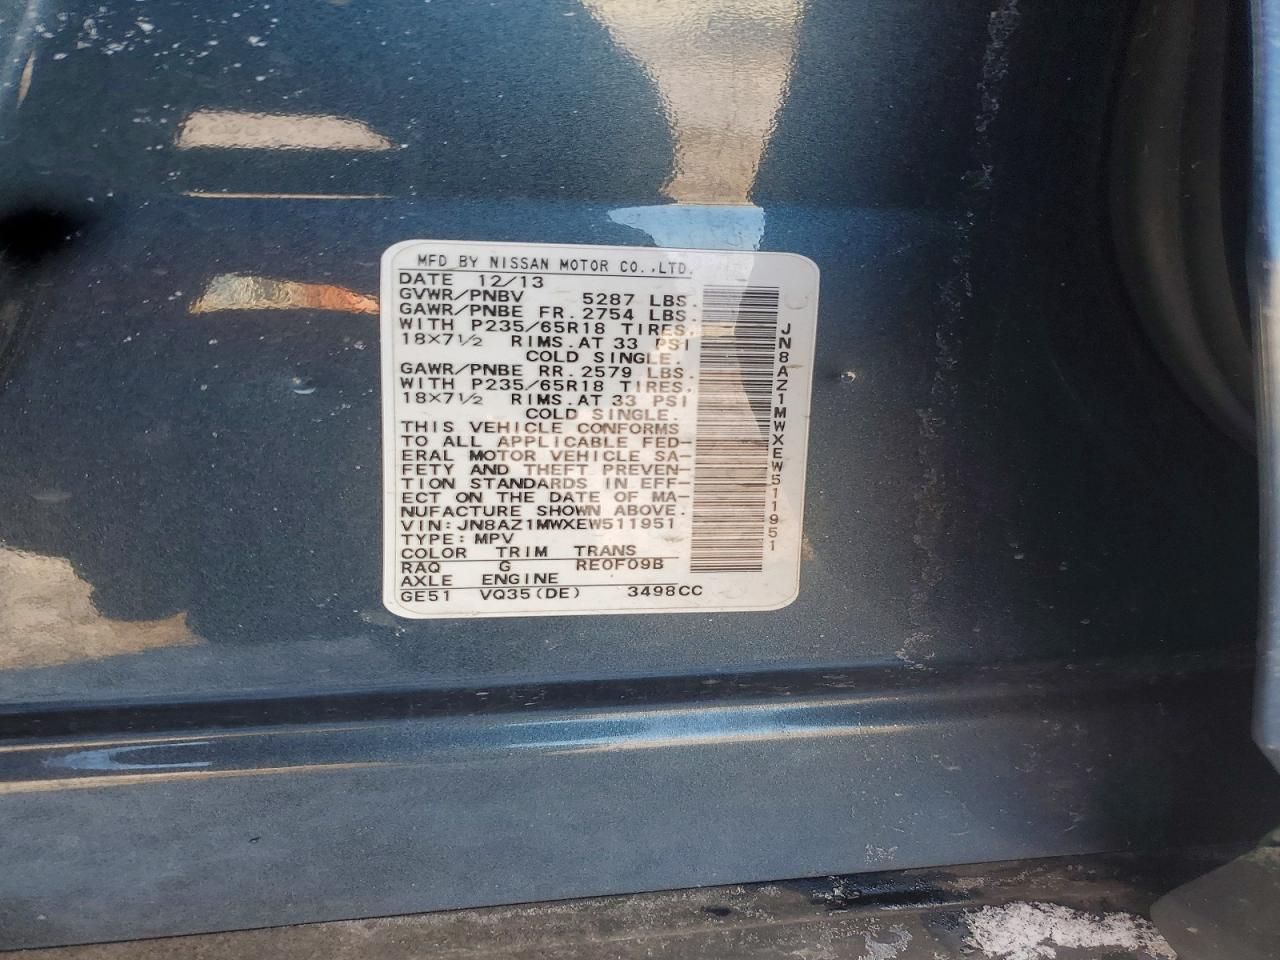 MFD BY NISSAN MOTOR CO.,LTD.
DATE 12/13
GVWR/PNBV 5287 LBS.
GAWR/PNBE FR. 2754 LBS.
WITH P235/65R18 TIRES,
18×7½ RIMS. AT 33 PSI
COLD SINGLE.
GAWR/PNBE RR. 2579 LBS.
WITH P235/65R18 TIRES,
18×7½ RIMS. AT 33 PSI
COLD SINGLE.
THIS VEHICLE CONFORMS
TO ALL APPLICABLE FED-
ERAL MOTOR VEHICLE SA-
FETY AND THEFT PREVEN-
TION STANDARDS IN EFF-
ECT ON THE DATE OF MA-
NUFACTURE SHOWN ABOVE.
VIN: JN8AZ1MWXEW511951
TYPE: MPV
COLOR TRIM TRANS
RAQ G RE0F09B
AXLE ENGINE
GE51 VQ35(DE) 3498CC
JN8AZ1MWXEW511951